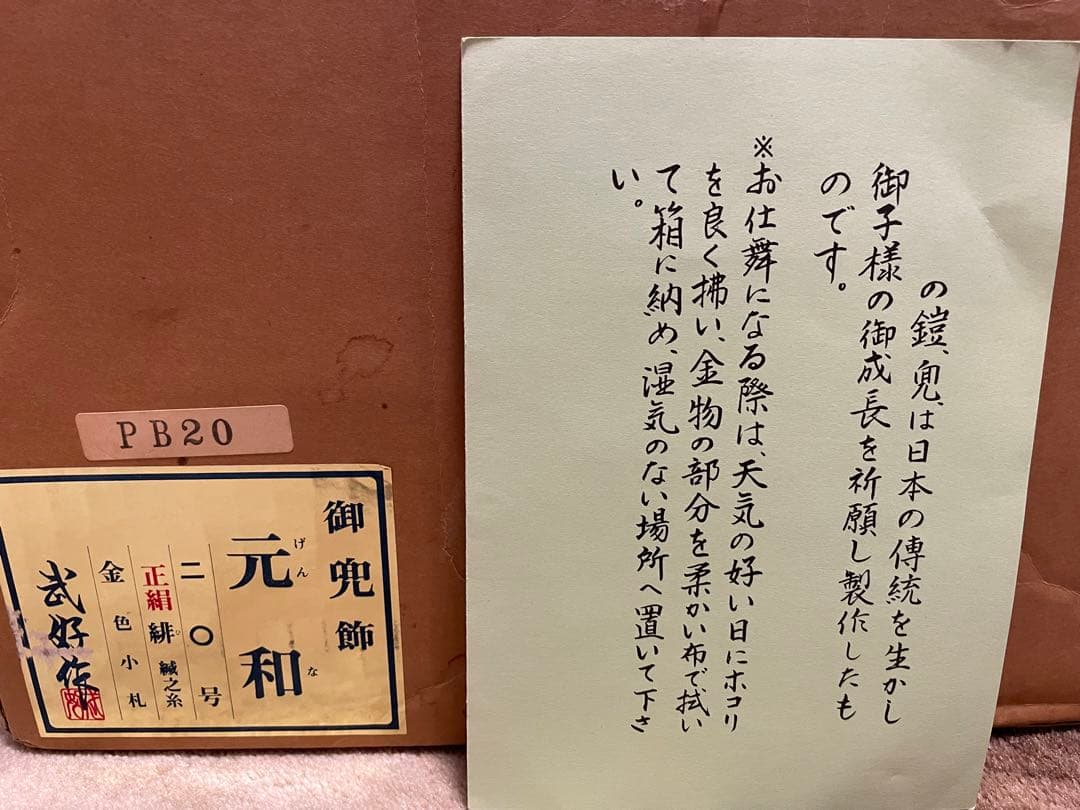 の鎧、兜、は日本の傳統を生かし
御子様の御成長を祈願し製作したも
のです。
※お仕舞になる際は、天気の好い日にホコリ
を良く拂い、金物の部分を柔かい布で拭い
て箱に納め、湿気のない場所へ置いて下さ
い。
PB20
御兜飾
元和
げんな
二〇号
正絹緋縅之糸
ひ
金色小札
武好作